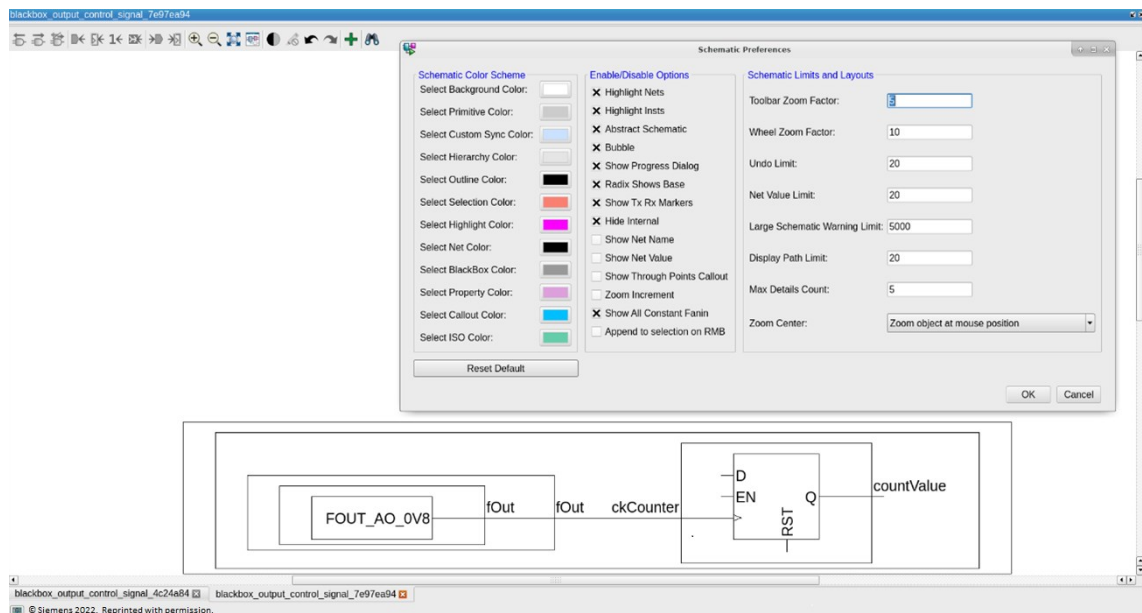 blackbox_output_control_signal_7e97ea94
Schematic Preferences
Schematic Color Scheme
Select Background Color:
Select Primitive Color:
Select Custom Sync Color:
Select Hierarchy Color:
Select Outline Color:
Select Selection Color:
Select Highlight Color:
Select Net Color:
Select BlackBox Color:
Select Property Color:
Select Callout Color:
Select ISO Color:
Reset Default
Enable/Disable Options
Highlight Nets
Highlight Insts
Abstract Schematic
Bubble
Show Progress Dialog
Radix Shows Base
Show Tx Rx Markers
Hide Internal
Show Net Name
Show Net Value
Show Through Points Callout
Zoom Increment
Show All Constant Fanin
Append to selection on RMB
Schematic Limits and Layouts
Toolbar Zoom Factor: 5
Wheel Zoom Factor: 10
Undo Limit: 20
Net Value Limit: 20
Large Schematic Warning Limit: 5000
Display Path Limit: 20
Max Details Count: 5
Zoom Center: Zoom object at mouse position
OK Cancel
FOUT_AO_0V8
fOut
fOut
ckCounter
D
EN
Q
RST
countValue
blackbox_output_control_signal_4c24a84 blackbox_output_control_signal_7e97ea94
© Siemens 2022. Reprinted with permission.